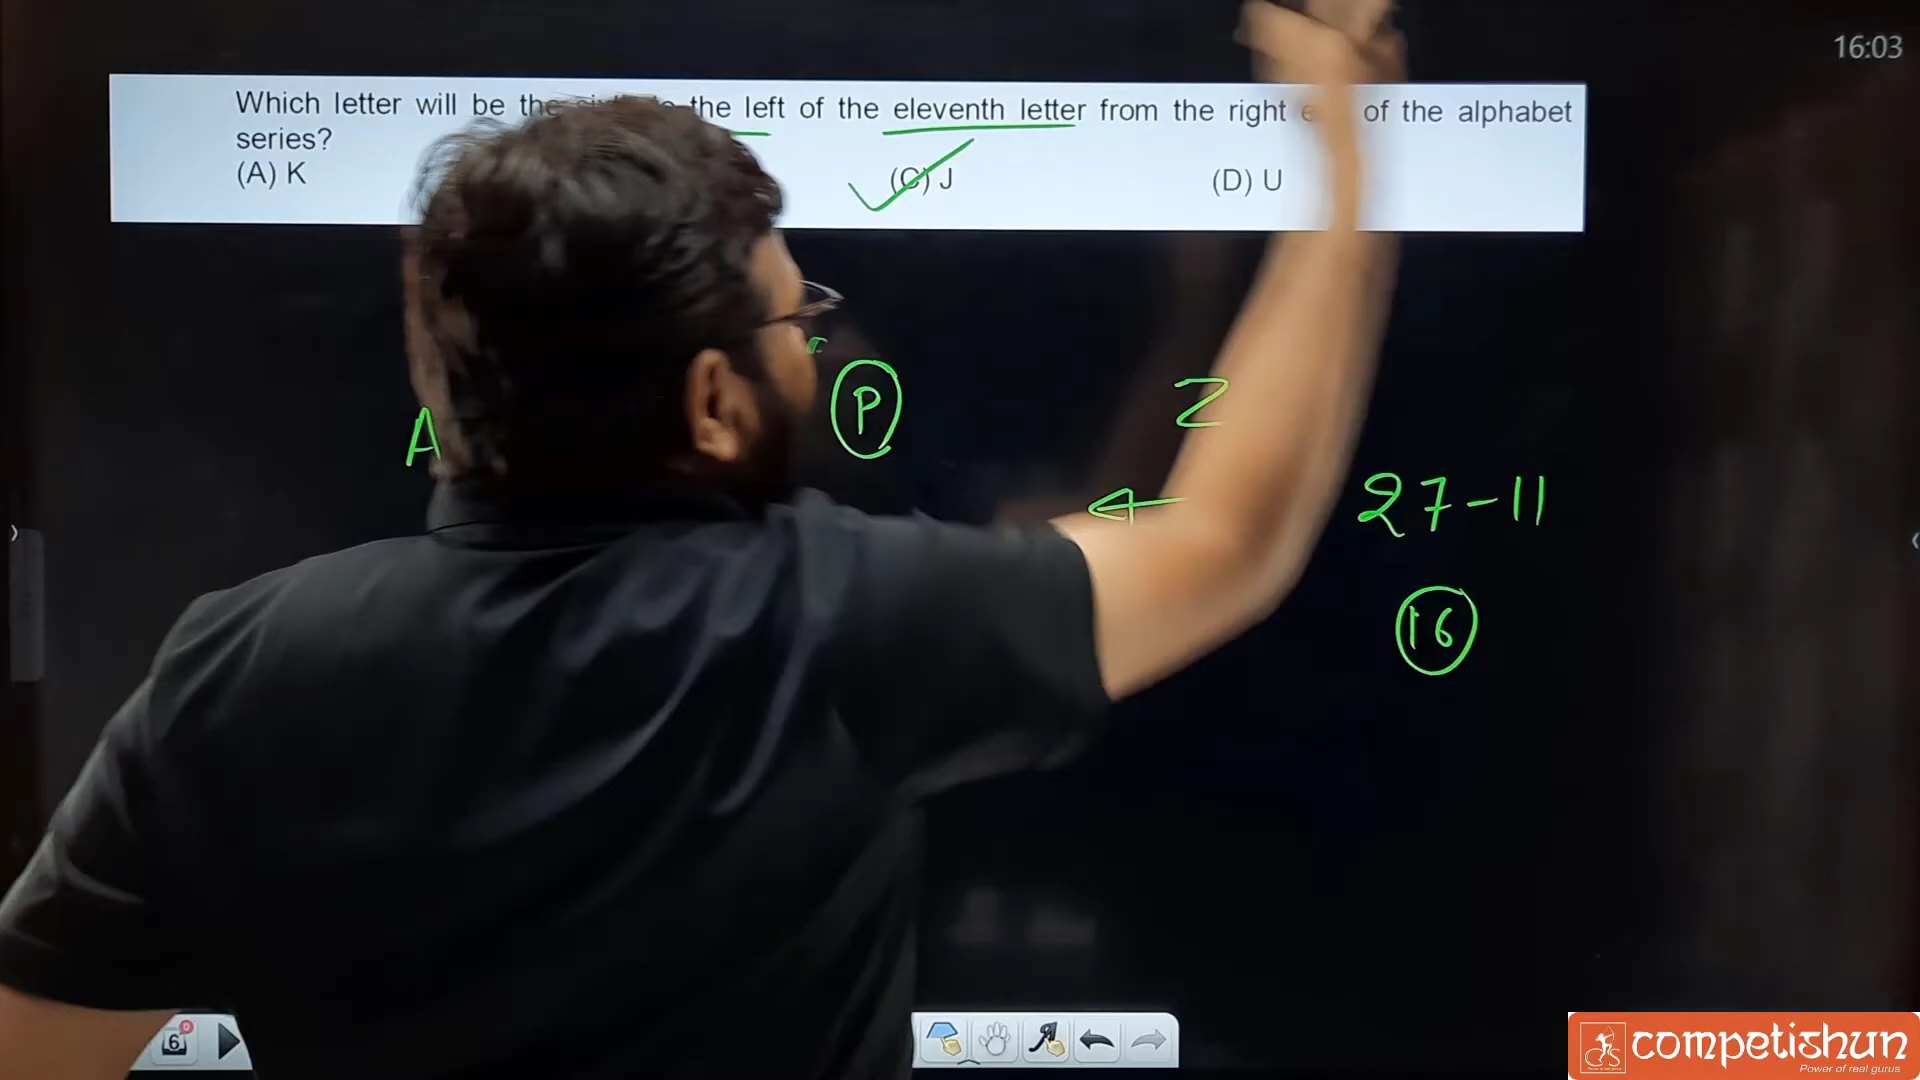 16:03
Which letter will be the the left of the eleventh letter from the right of the alphabet
series?
(A) K (C) J (D) U
P
A Z
27-11
16
6
competishun
Power of real gurus